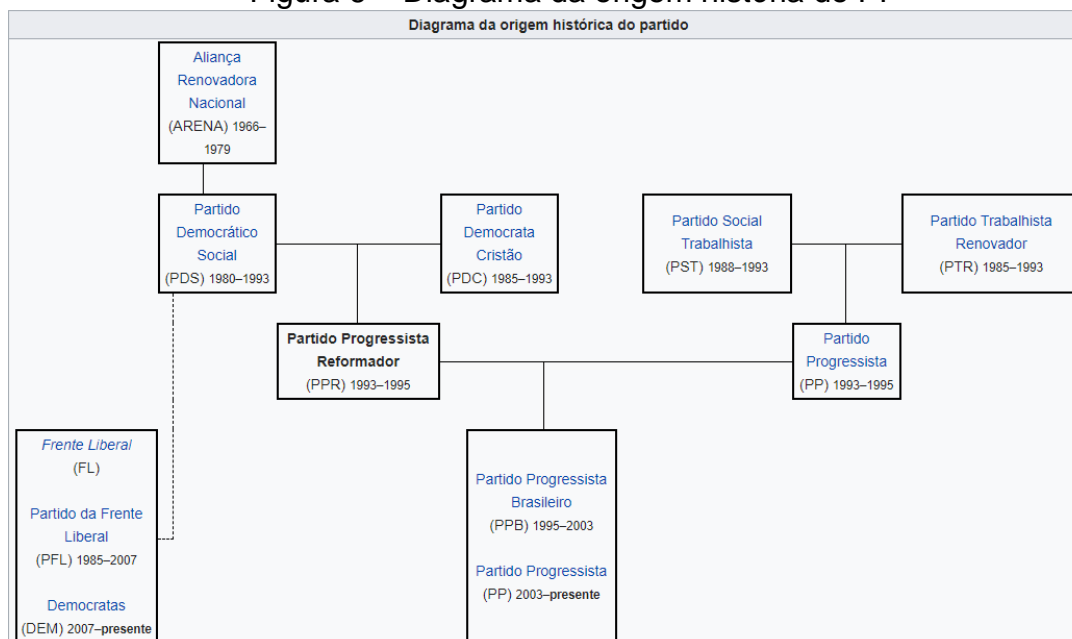 Diagrama da origem histórica do partido
Aliança
Renovadora
Nacional
(ARENA) 1966–
1979
Partido
Democrático
Social
(PDS) 1980–1993
Partido
Democrata
Cristão
(PDC) 1985–1993
Partido Social
Trabalhista
(PST) 1988–1993
Partido Trabalhista
Renovador
(PTR) 1985–1993
Partido Progressista
Reformador
(PPR) 1993–1995
Partido
Progressista
(PP) 1993–1995
Frente Liberal
(FL)
Partido da Frente
Liberal
(PFL) 1985–2007
Democratas
(DEM) 2007–presente
Partido Progressista
Brasileiro
(PPB) 1995–2003
Partido Progressista
(PP) 2003–presente